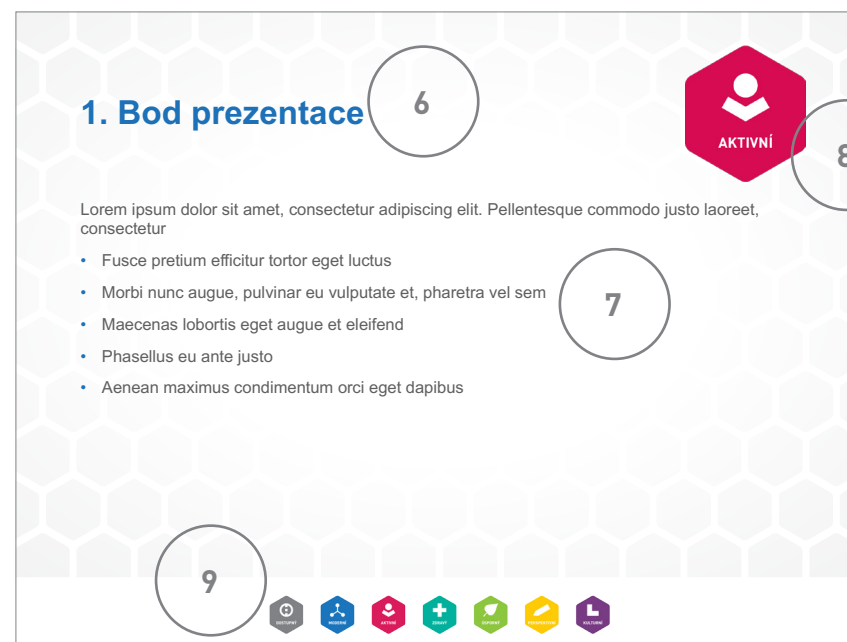 6
1. Bod prezentace
AKTIVNÍ
8
Lorem ipsum dolor sit amet, consectetur adipiscing elit. Pellentesque commodo justo laoreet,
consectetur
• Fusce pretium efficitur tortor eget luctus
• Morbi nunc augue, pulvinar eu vulputate et, pharetra vel sem
7
• Maecenas lobortis eget augue et eleifend
• Phasellus eu ante justo
• Aenean maximus condimentum orci eget dapibus
9
DOSTUPNÝ
MODERNÍ
AKTIVNÍ
ZDRAVÝ
KULTURNÍ